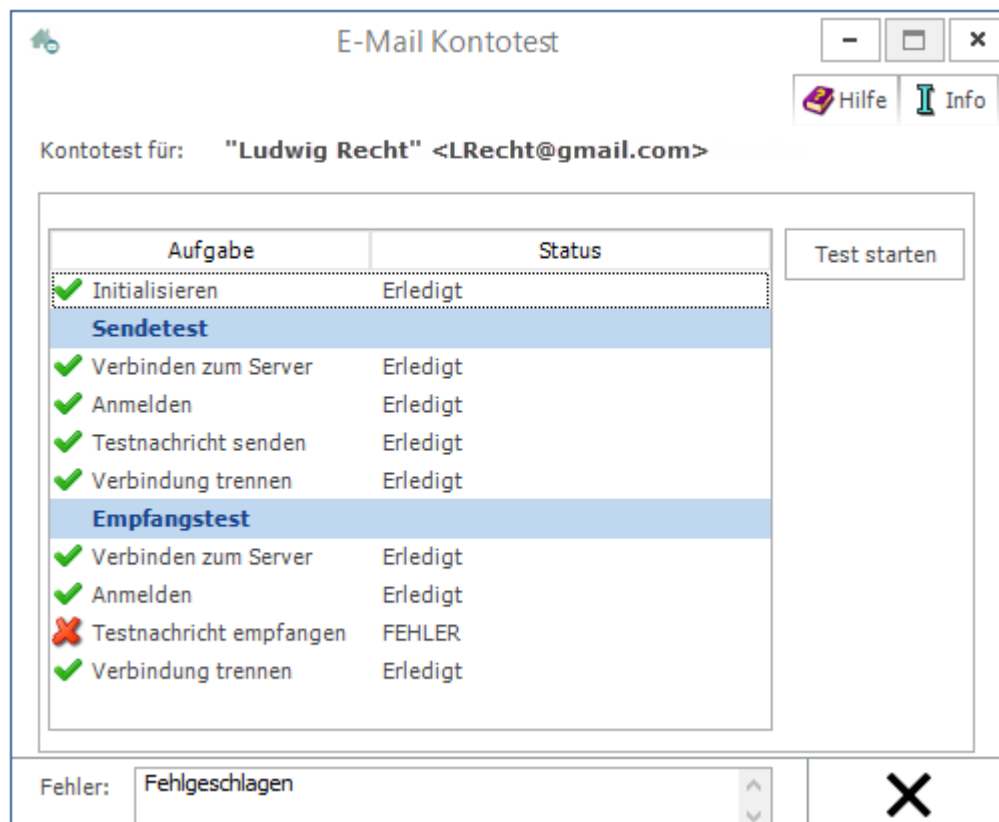 E-Mail Kontotest
Hilfe Info
Kontotest für: "Ludwig Recht" <LRecht@gmail.com>
Aufgabe Status
Test starten
Initialisieren Erledigt
Sendetest
Verbinden zum Server Erledigt
Anmelden Erledigt
Testnachricht senden Erledigt
Verbindung trennen Erledigt
Empfangstest
Verbinden zum Server Erledigt
Anmelden Erledigt
Testnachricht empfangen FEHLER
Verbindung trennen Erledigt
Fehler: Fehlgeschlagen